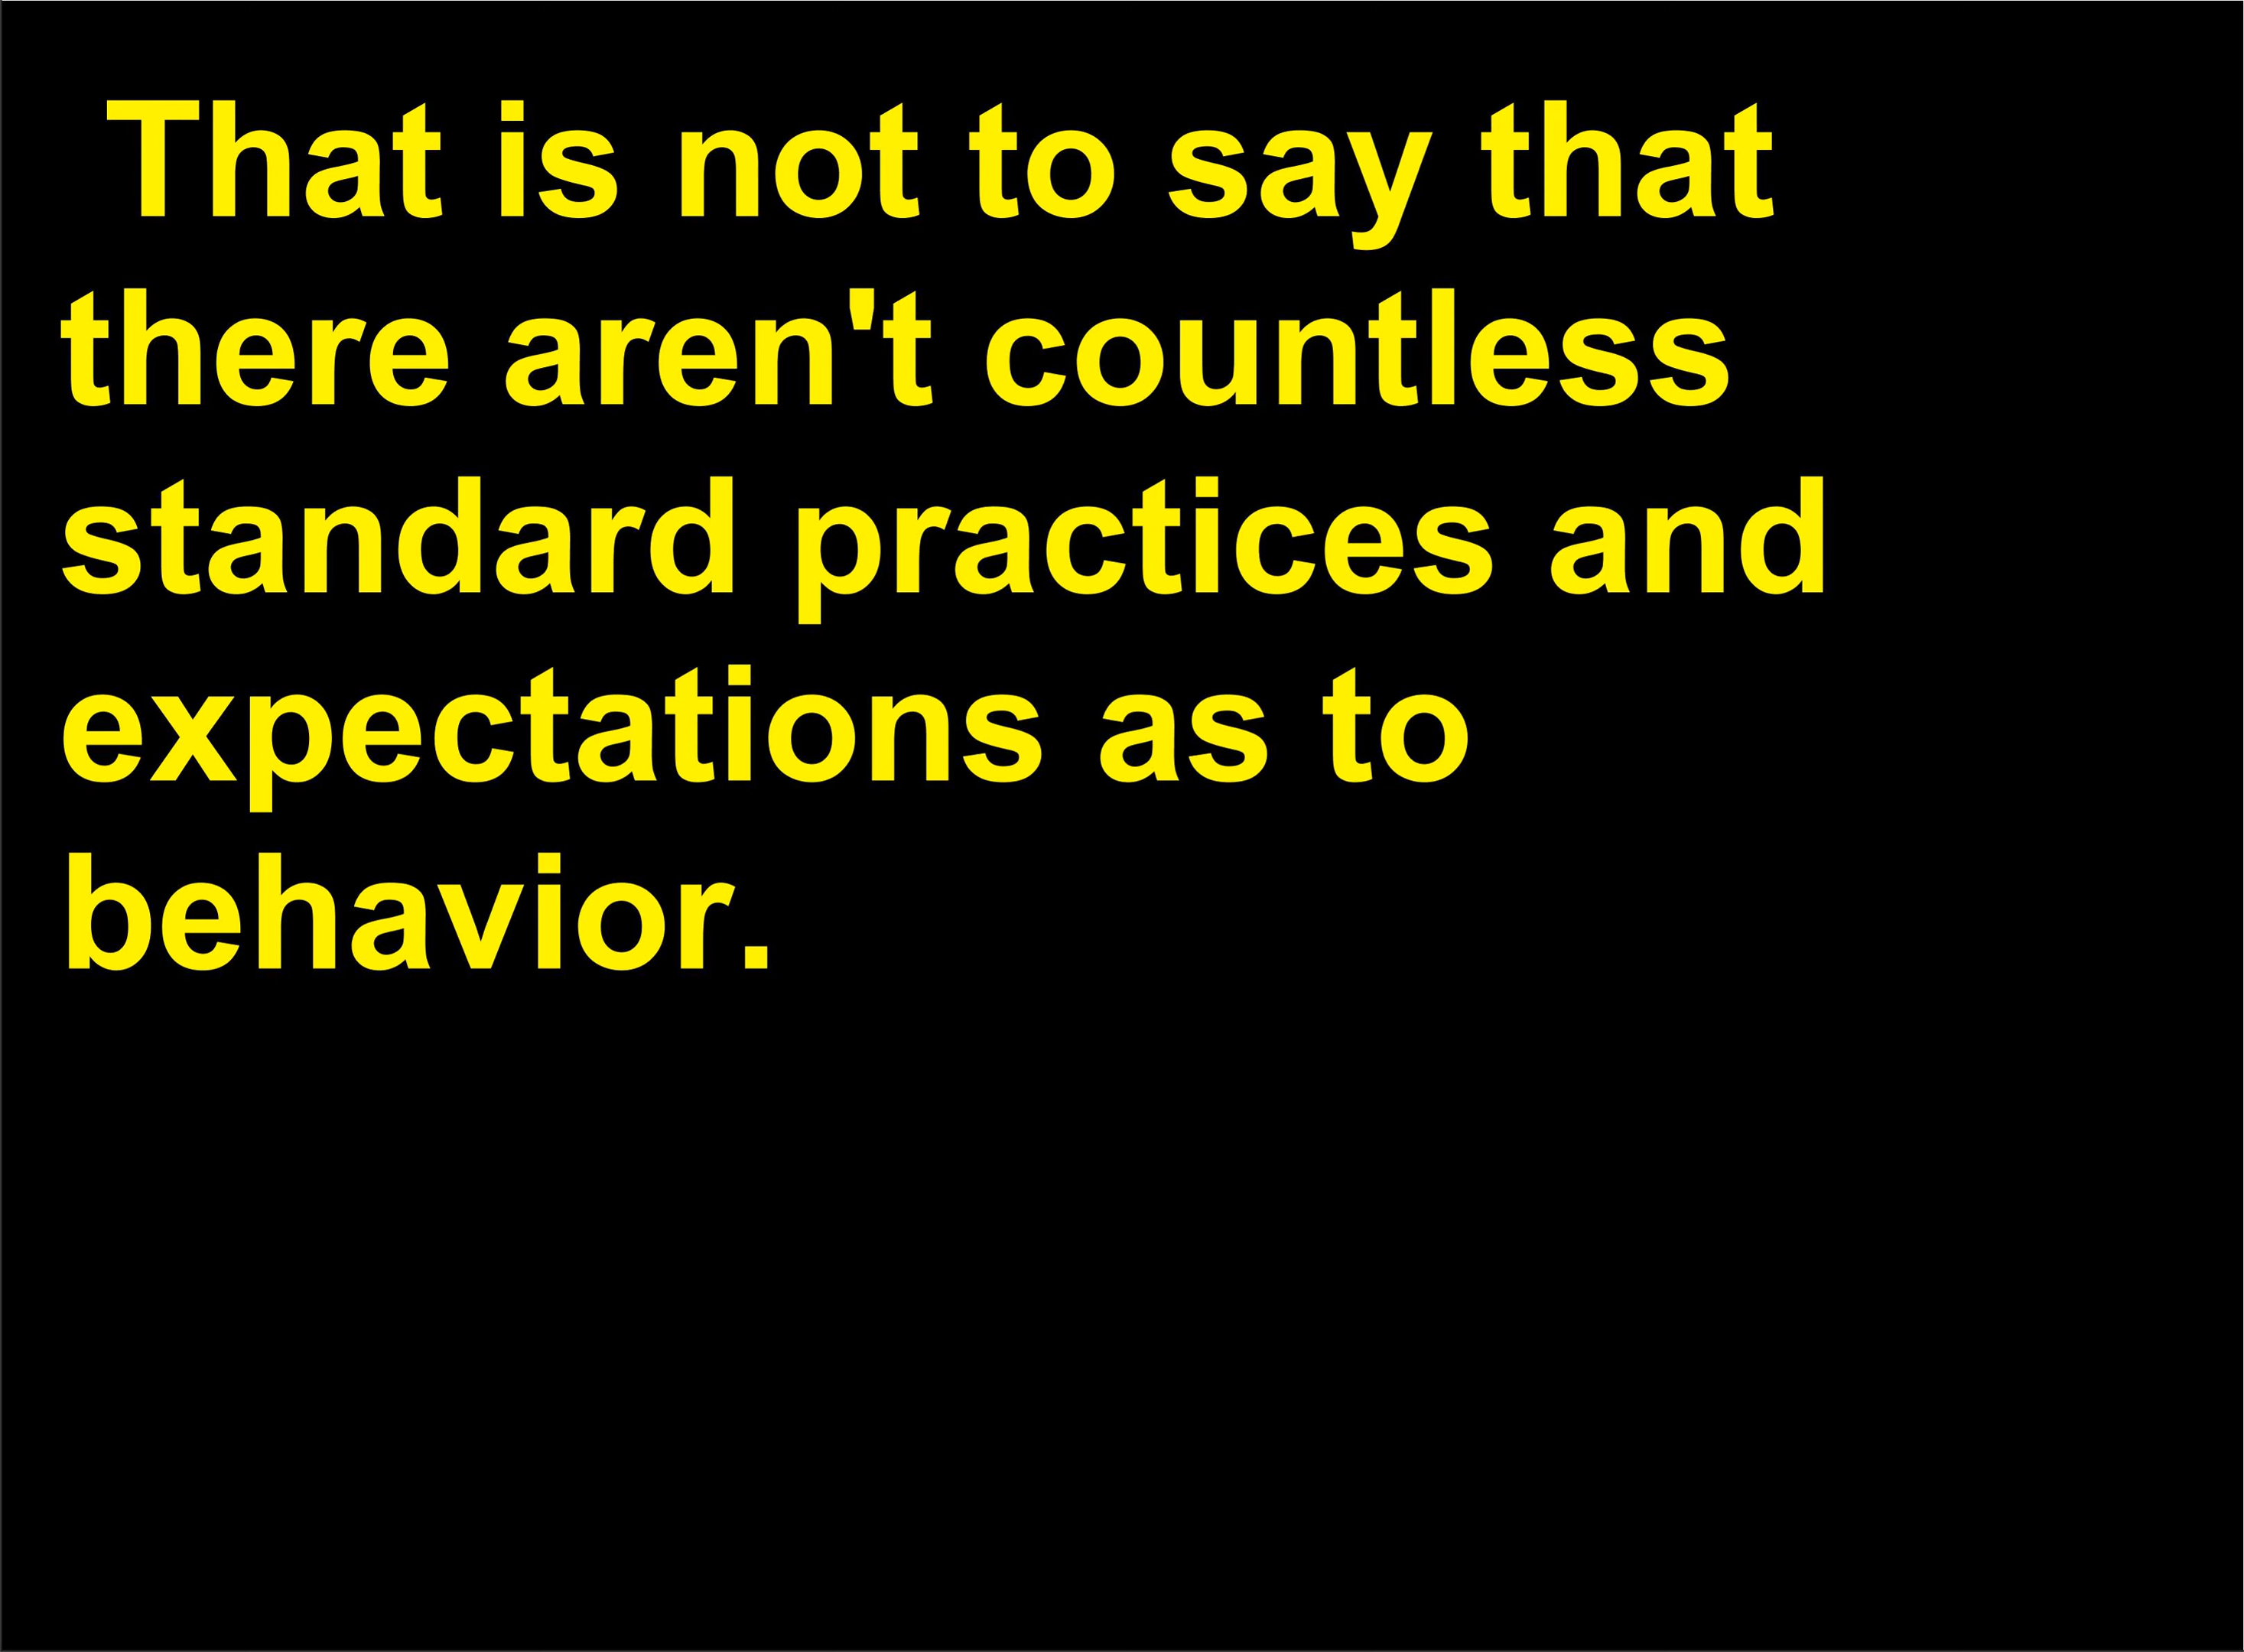 That is not to say that
there aren't countless
standard practices and
expectations as to
behavior.